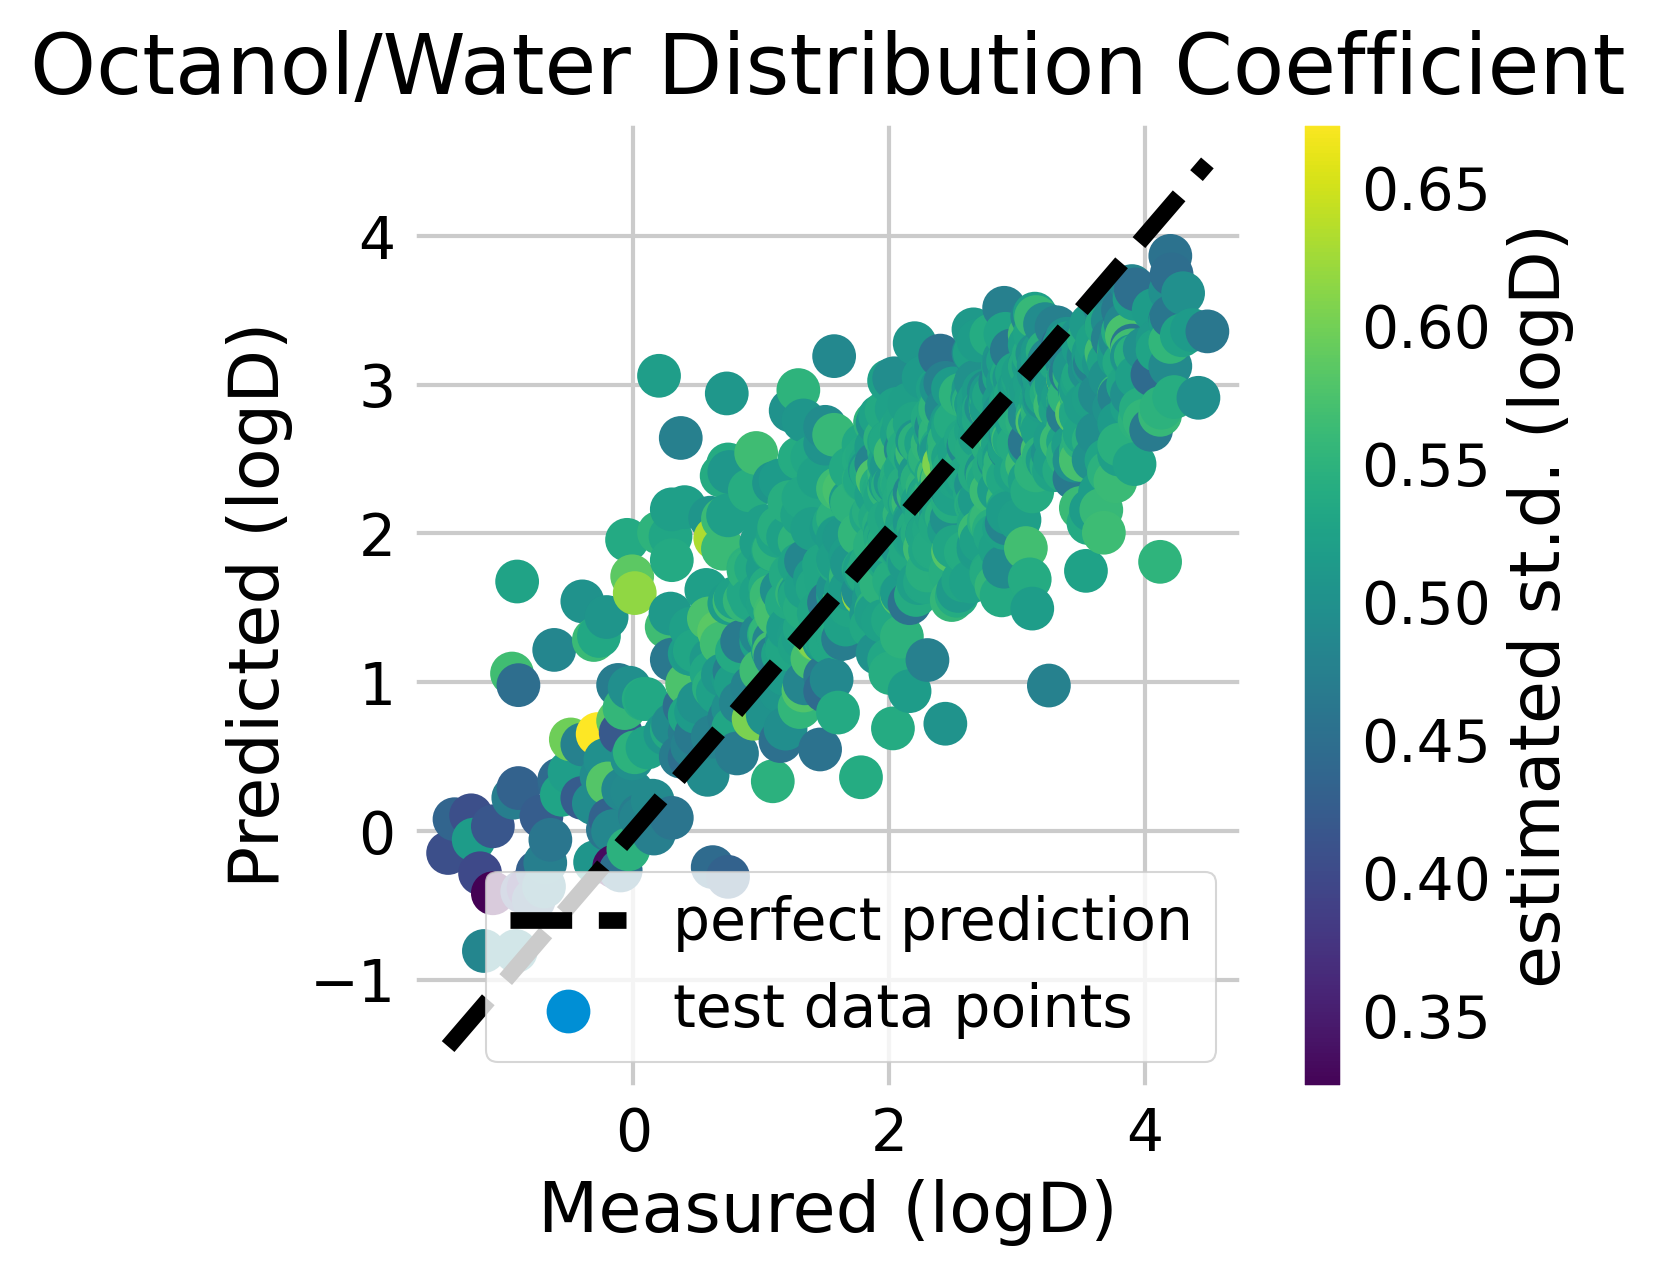 Octanol/Water Distribution Coefficient
Predicted (logD)
4
3
2
1
0
−1
0 2 4
Measured (logD)
perfect prediction
test data points
0.65
0.60
0.55
0.50
0.45
0.40
0.35
estimated st.d. (logD)